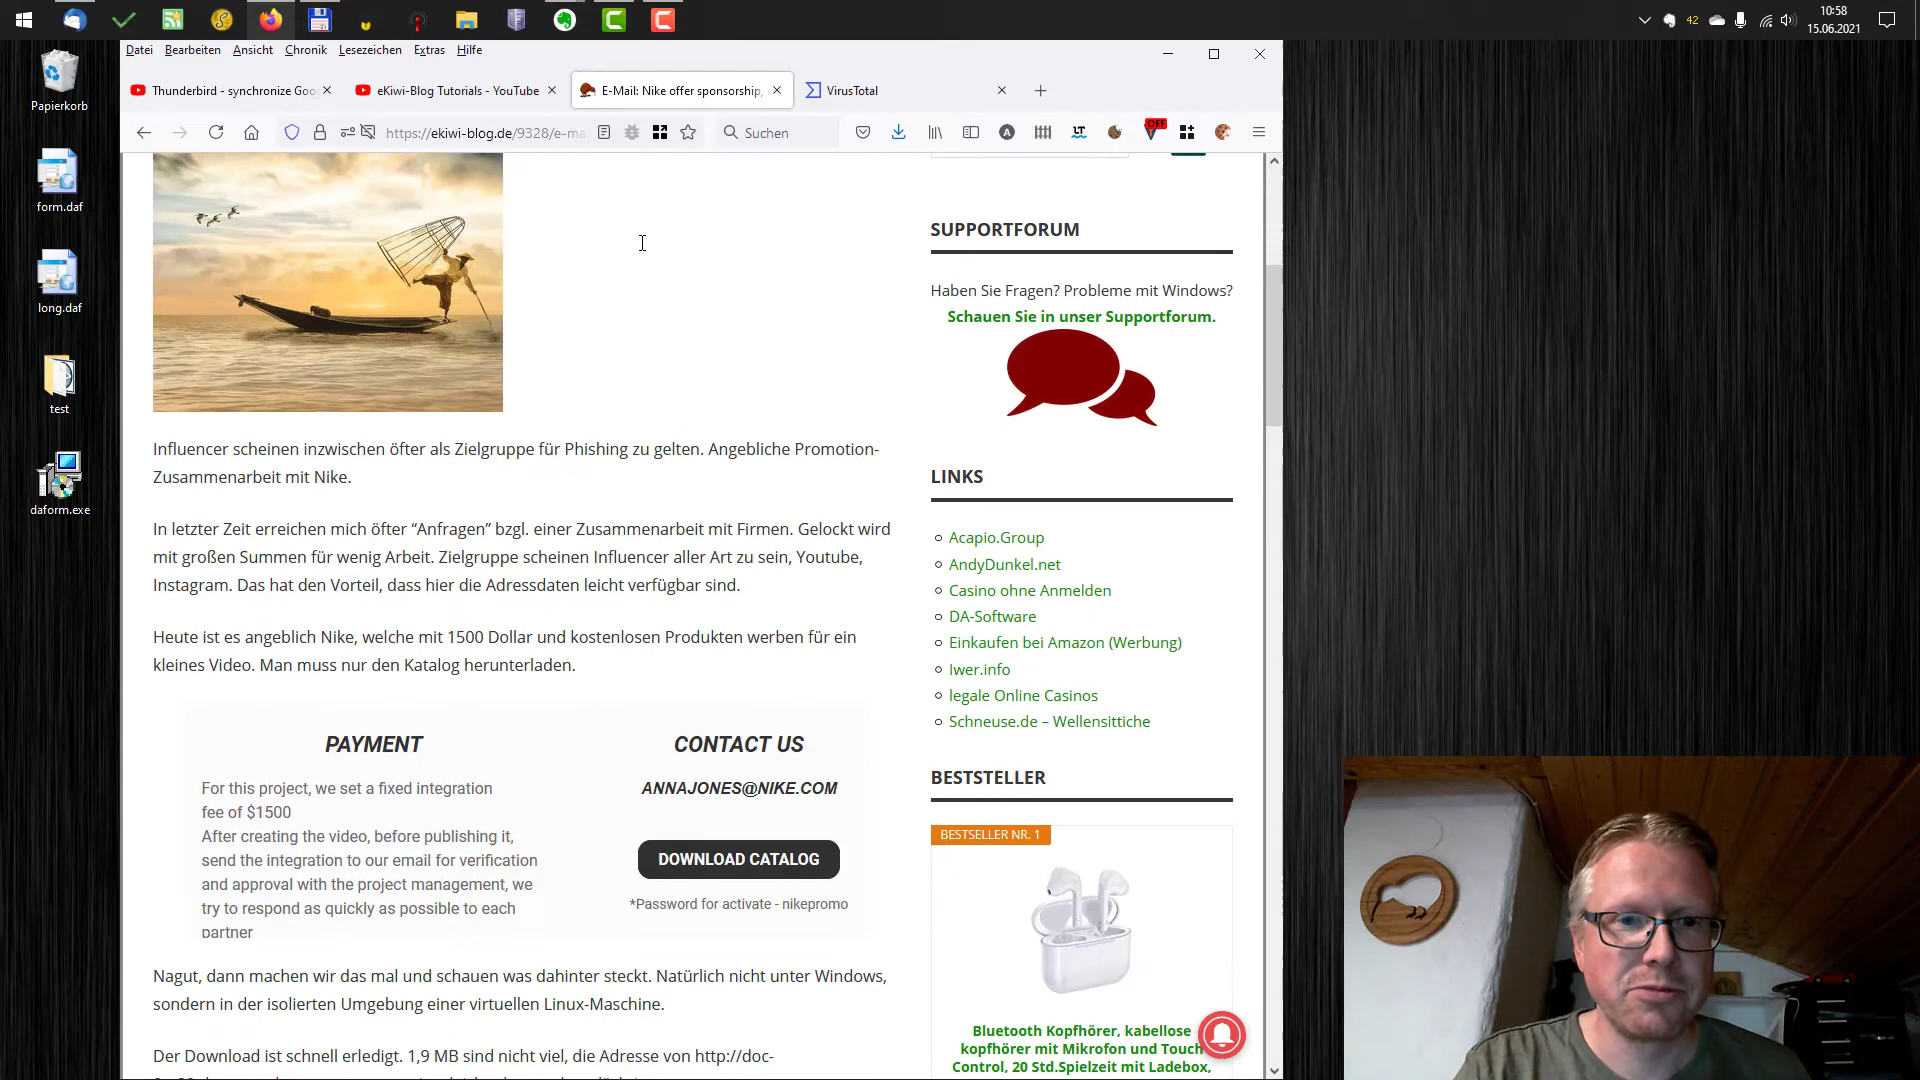 10:58
42
15.06.2021
Datei Bearbeiten Ansicht Chronik Lesezeichen Extras Hilfe
Papierkorb
Thunderbird - synchronize Goo
eKiwi-Blog Tutorials - YouTube
E-Mail: Nike offer sponsorship,
VirusTotal
https://ekiwi-blog.de/9328/e-ma
Suchen
OFF
form.daf
long.daf
test
daform.exe
SUPPORTFORUM
Haben Sie Fragen? Probleme mit Windows?
Schauen Sie in unser Supportforum.
Influencer scheinen inzwischen öfter als Zielgruppe für Phishing zu gelten. Angebliche Promotion-
Zusammenarbeit mit Nike.
In letzter Zeit erreichen mich öfter “Anfragen” bzgl. einer Zusammenarbeit mit Firmen. Gelockt wird
mit großen Summen für wenig Arbeit. Zielgruppe scheinen Influencer aller Art zu sein, Youtube,
Instagram. Das hat den Vorteil, dass hier die Adressdaten leicht verfügbar sind.
Heute ist es angeblich Nike, welche mit 1500 Dollar und kostenlosen Produkten werben für ein
kleines Video. Man muss nur den Katalog herunterladen.
PAYMENT
For this project, we set a fixed integration
fee of $1500
After creating the video, before publishing it,
send the integration to our email for verification
and approval with the project management, we
try to respond as quickly as possible to each
partner
CONTACT US
ANNAJONES@NIKE.COM
DOWNLOAD CATALOG
*Password for activate - nikepromo
Nagut, dann machen wir das mal und schauen was dahinter steckt. Natürlich nicht unter Windows,
sondern in der isolierten Umgebung einer virtuellen Linux-Maschine.
Der Download ist schnell erledigt. 1,9 MB sind nicht viel, die Adresse von http://doc-
LINKS
Acapio.Group
AndyDunkel.net
Casino ohne Anmelden
DA-Software
Einkaufen bei Amazon (Werbung)
Iwer.info
legale Online Casinos
Schneuse.de – Wellensittiche
BESTSTELLER
BESTSELLER NR. 1
Bluetooth Kopfhörer, kabellose
kopfhörer mit Mikrofon und Touch
Control, 20 Std.Spielzeit mit Ladebox,